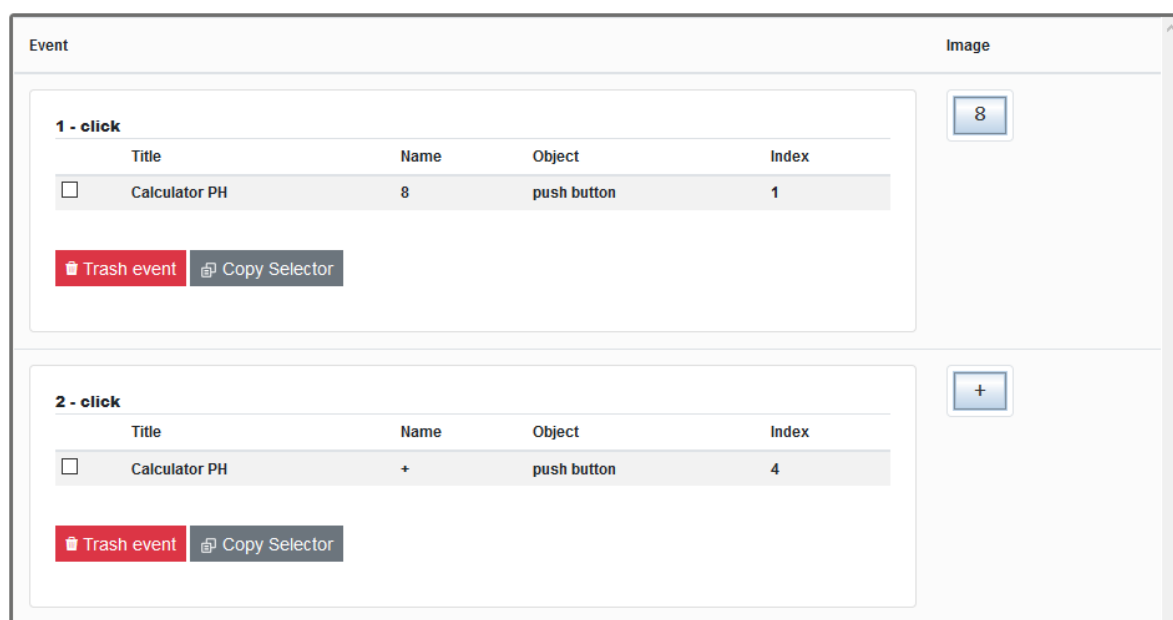 Event Image
1 - click
8
Title Name Object Index
Calculator PH 8 push button 1
Trash event Copy Selector
2 - click
+
Title Name Object Index
Calculator PH + push button 4
Trash event Copy Selector